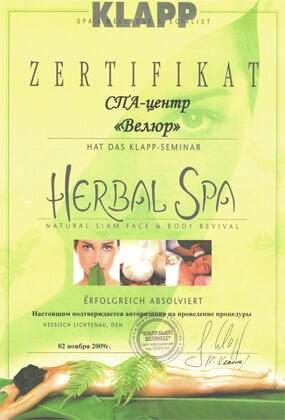 KLAPP
SPA & WELLNESS SPECIALIST
ZERTIFIKAT
СПА-центр
«Велюр»
HAT DAS KLAPP-SEMINAR
HERBAL SPA
NATURAL SIAM FACE & BODY REVIVAL
ERFOLGREICH ABSOLVIERT
Настоящим подтверждается авторизация на проведение процедуры
HESSISCH LICHTENAU, DEN
02 ноября 2009г.